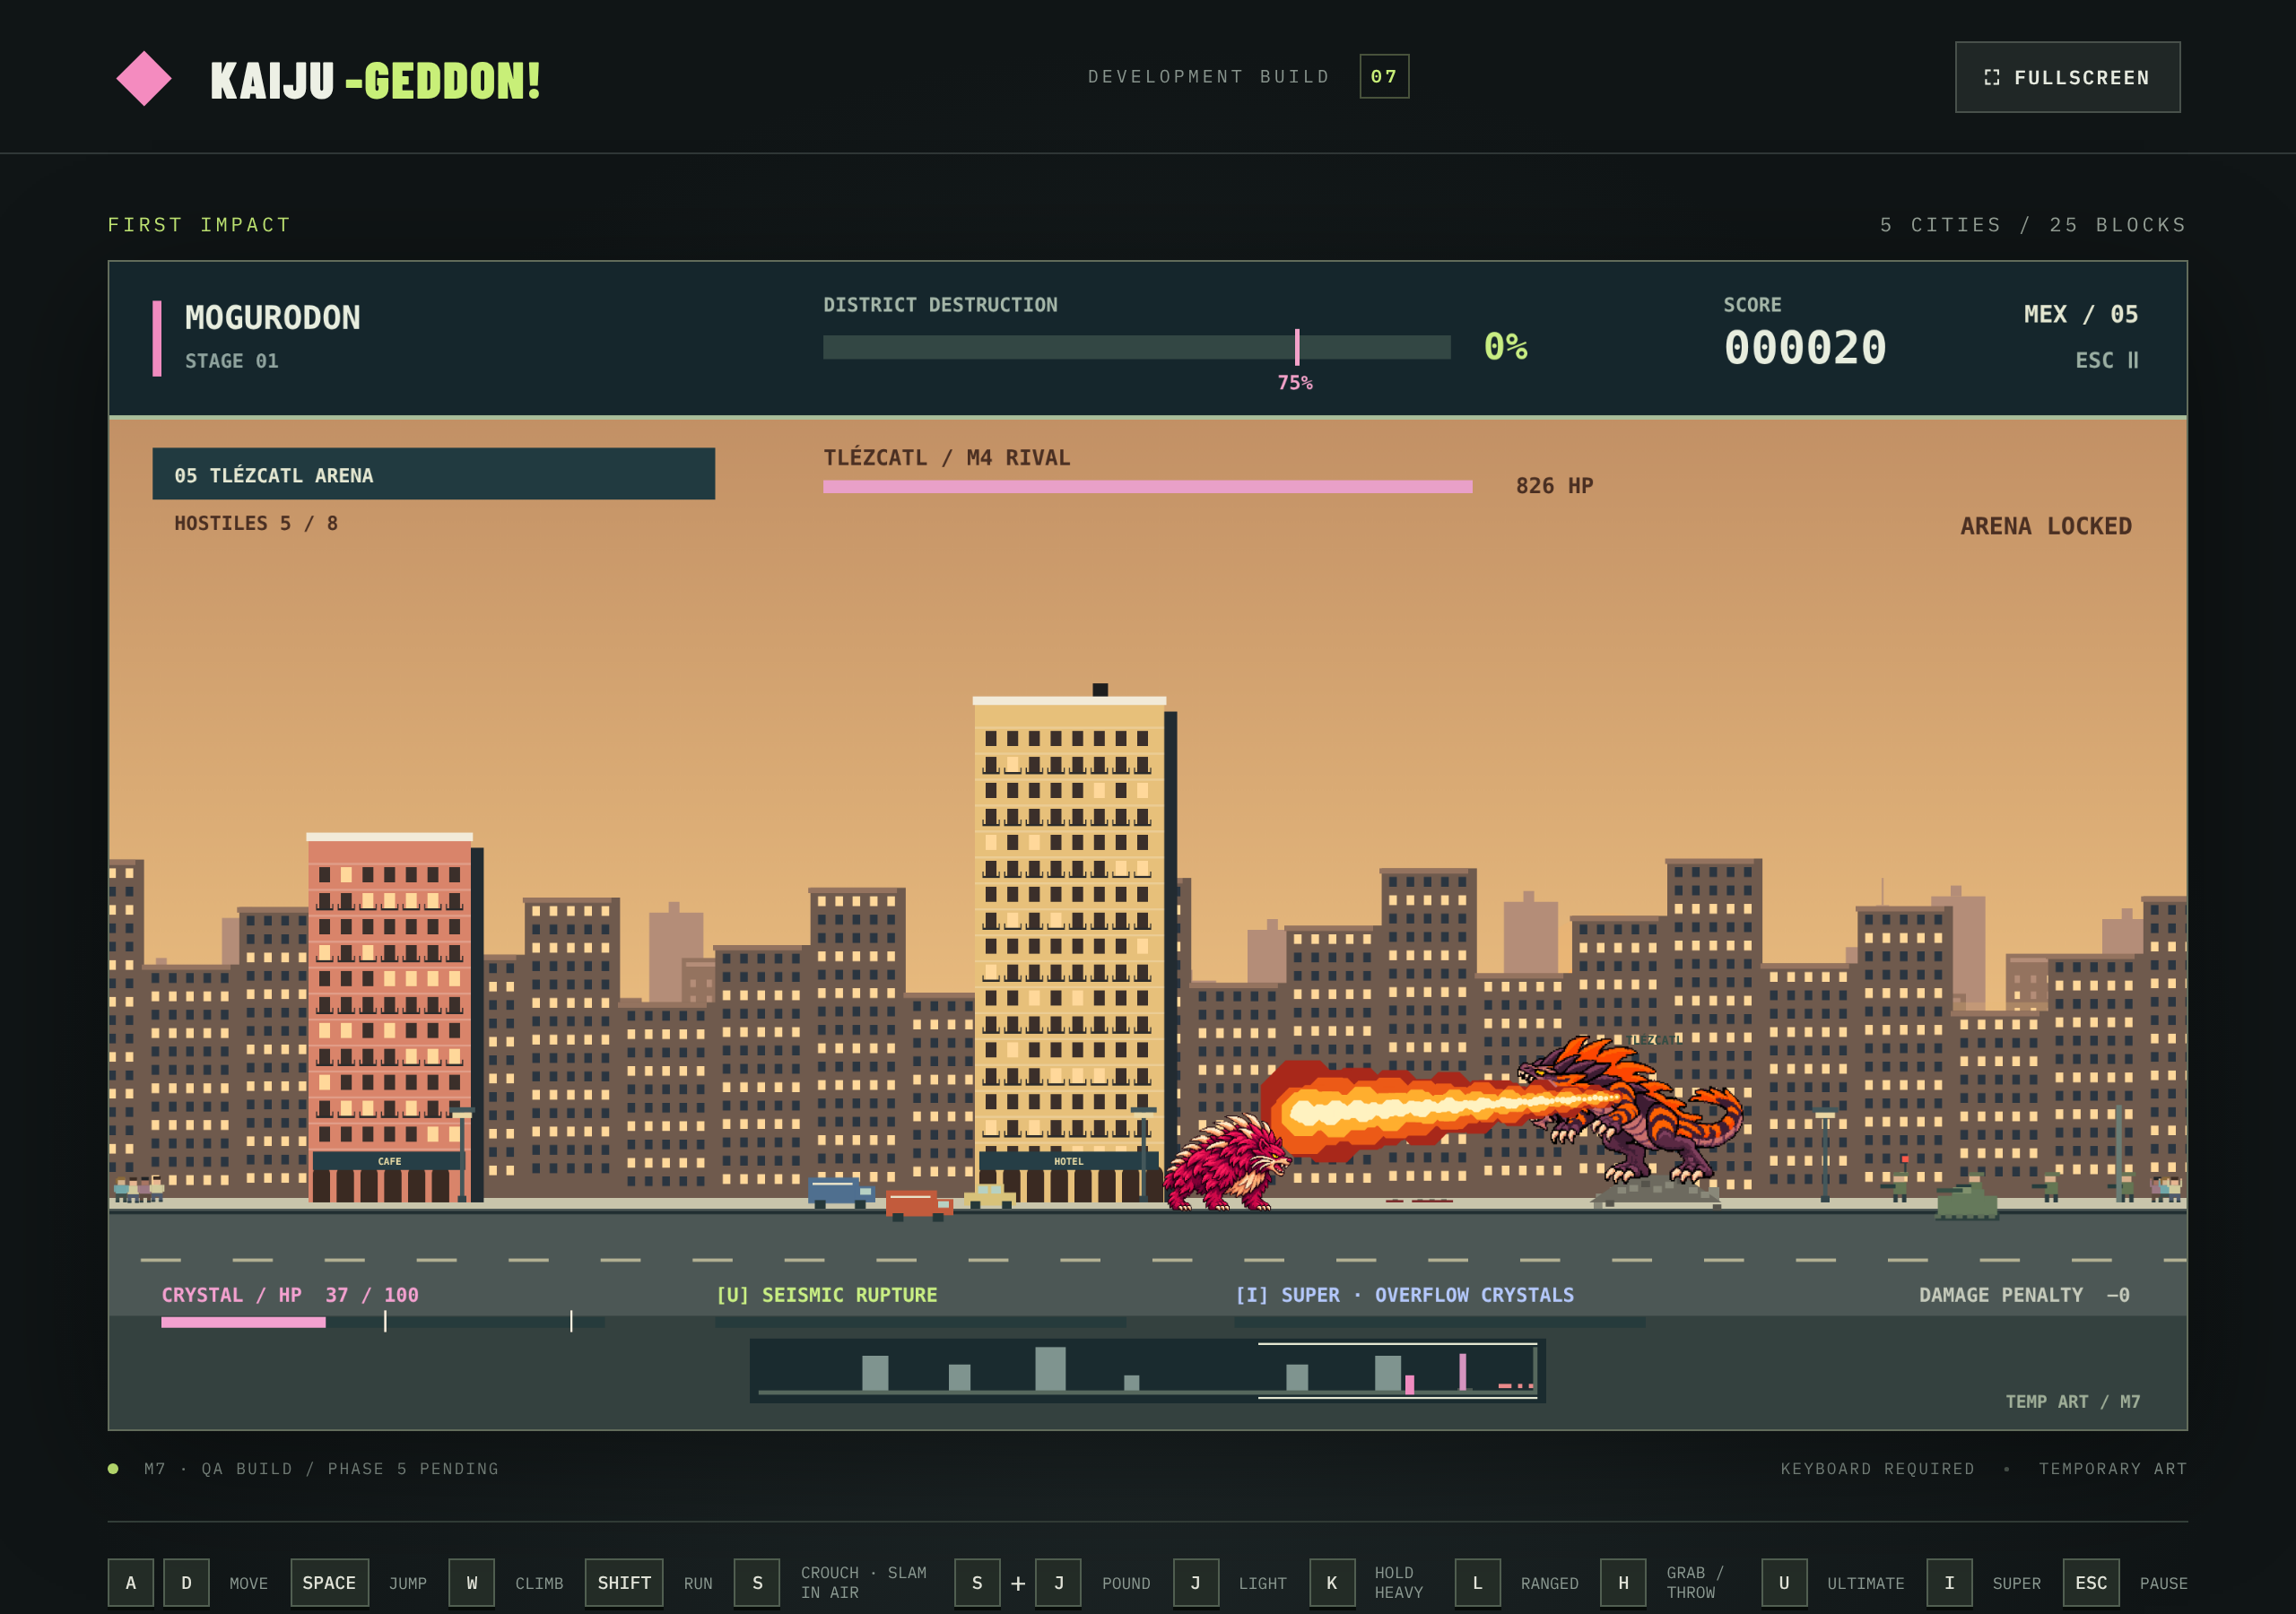 KAIJU-GEDDON!
DEVELOPMENT BUILD 07
FULLSCREEN
FIRST IMPACT
5 CITIES / 25 BLOCKS
MOGURODON
STAGE 01
DISTRICT DESTRUCTION
0%
75%
SCORE
000020
MEX / 05
ESC II
05 TLÉZCATL ARENA
HOSTILES 5 / 8
TLÉZCATL / M4 RIVAL
826 HP
ARENA LOCKED
TLÉZCATL
CAFE
HOTEL
CRYSTAL / HP 37 / 100
[U] SEISMIC RUPTURE
[I] SUPER · OVERFLOW CRYSTALS
DAMAGE PENALTY −0
TEMP ART / M7
M7 · QA BUILD / PHASE 5 PENDING
KEYBOARD REQUIRED • TEMPORARY ART
A D MOVE
SPACE JUMP
W CLIMB
SHIFT RUN
S CROUCH · SLAM
IN AIR
S + J POUND
J LIGHT
K HOLD
HEAVY
L RANGED
H GRAB /
THROW
U ULTIMATE
I SUPER
ESC PAUSE